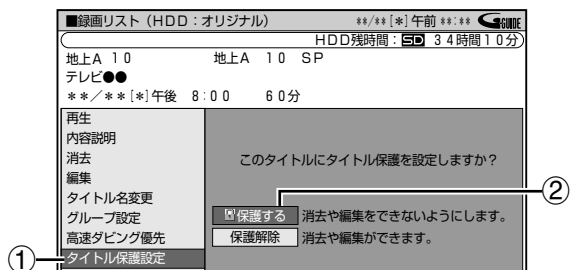 ■録画リスト（HDD：オリジナル） **/**[*]午前 **:** GGUIDE
HDD残時間：SD 34時間10分
地上A 10 地上A 10 SP
テレビ●●
**／**[*]午後 8:00 60分
再生
内容説明
消去
編集
タイトル名変更
グループ設定
高速ダビング優先
タイトル保護設定
このタイトルにタイトル保護を設定しますか？
保護する 消去や編集をできないようにします。
保護解除 消去や編集ができます。
①
②